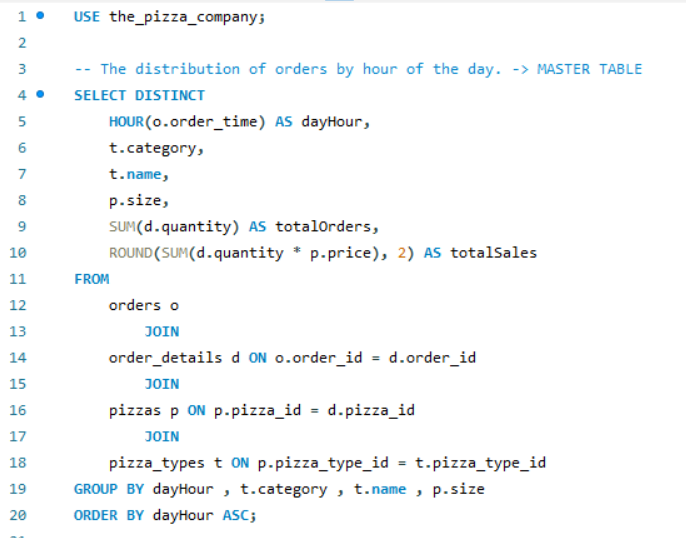 1 USE the_pizza_company;
2
3 -- The distribution of orders by hour of the day. -> MASTER TABLE
4 SELECT DISTINCT
5 HOUR(o.order_time) AS dayHour,
6 t.category,
7 t.name,
8 p.size,
9 SUM(d.quantity) AS totalOrders,
10 ROUND(SUM(d.quantity * p.price), 2) AS totalSales
11 FROM
12 orders o
13 JOIN
14 order_details d ON o.order_id = d.order_id
15 JOIN
16 pizzas p ON p.pizza_id = d.pizza_id
17 JOIN
18 pizza_types t ON p.pizza_type_id = t.pizza_type_id
19 GROUP BY dayHour , t.category , t.name , p.size
20 ORDER BY dayHour ASC;